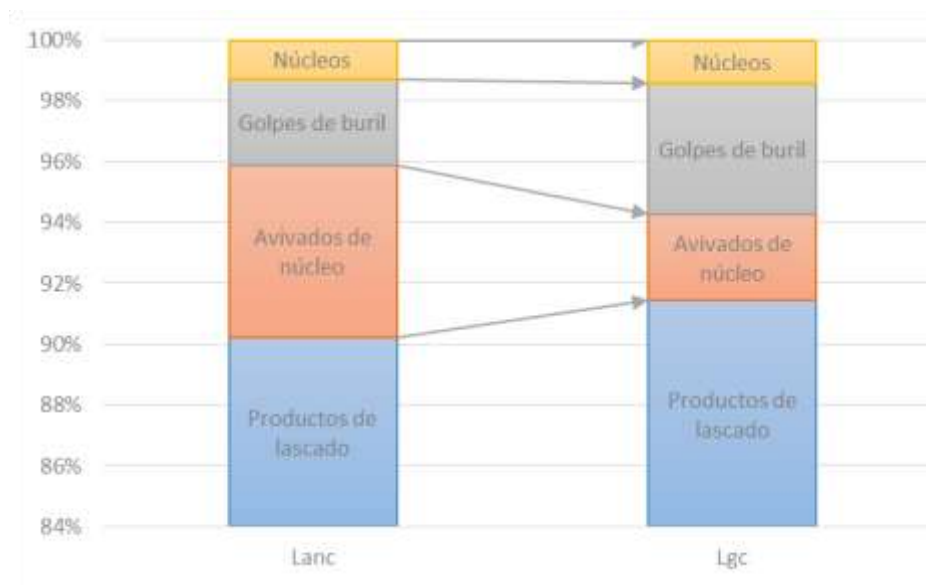 100%
98%
96%
94%
92%
90%
88%
86%
84%
Núcleos
Golpes de buril
Avivados de
núcleo
Productos de
lascado
Núcleos
Golpes de buril
Avivados de
núcleo
Productos de
lascado
Lanc
Lgc